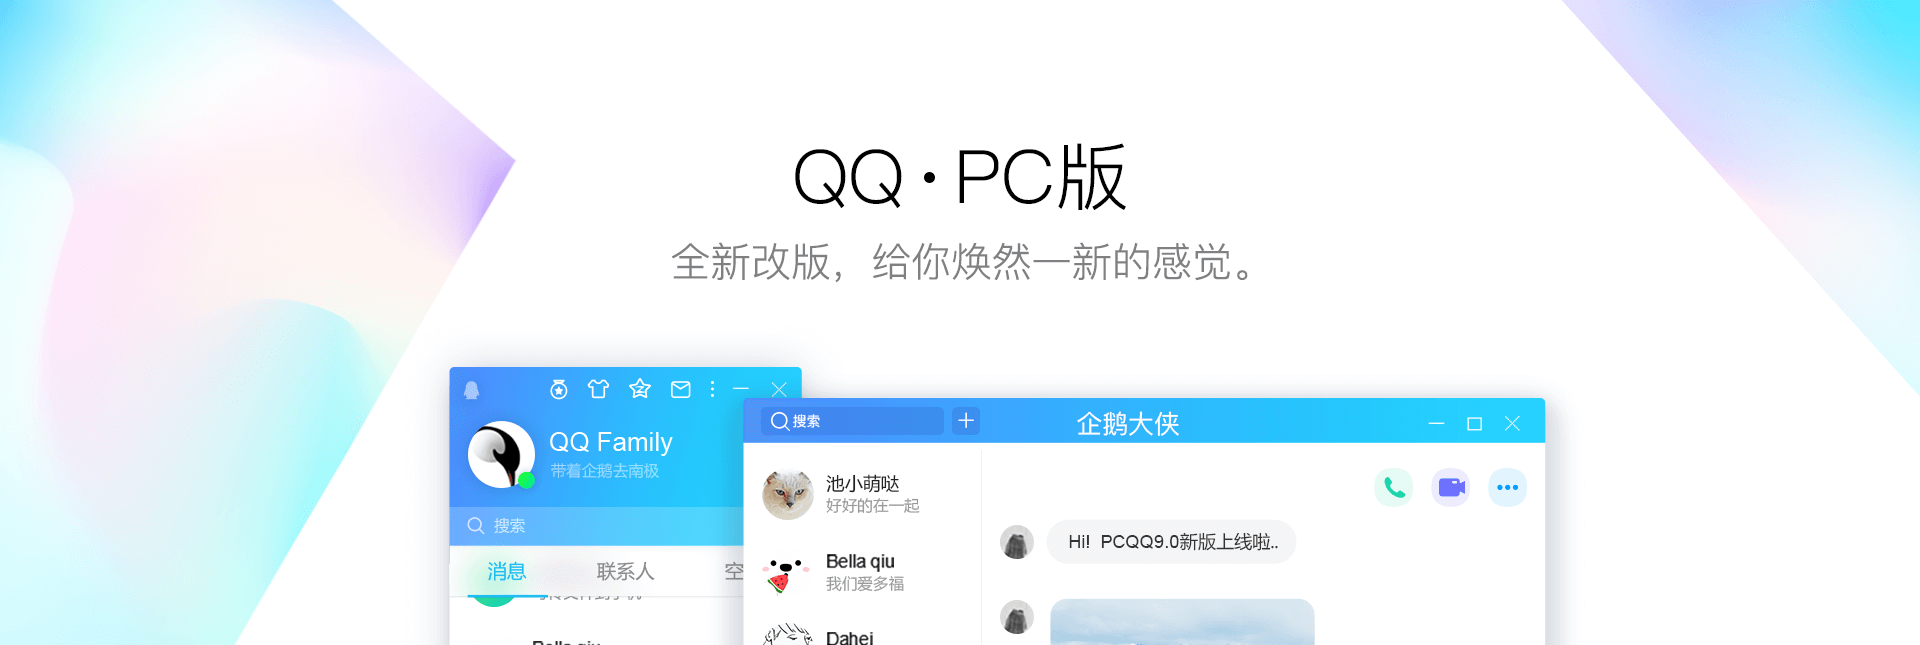 QQ·PC版
全新改版，给你焕然一新的感觉。
QQ Family
带着企鹅去南极
搜索
消息
联系人
空
Bella qiu
搜索
企鹅大侠
池小萌哒
好好的在一起
Bella qiu
我们爱多福
Dahei
Hi! PCQQ9.0新版上线啦..